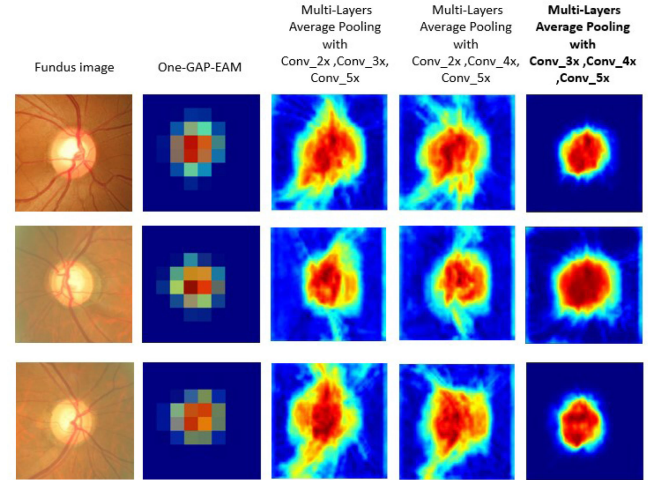 Fundus image
One-GAP-EAM
Multi-Layers
Average Pooling
with
Conv_2x ,Conv_3x,
Conv_5x
Multi-Layers
Average Pooling
with
Conv_2x ,Conv_4x,
Conv_5x
Multi-Layers
Average Pooling
with
Conv_3x ,Conv_4x
,Conv_5x